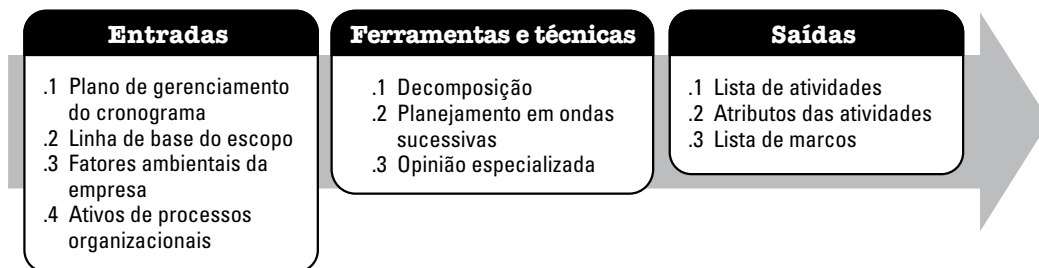 Entradas
.1 Plano de gerenciamento
do cronograma
.2 Linha de base do escopo
.3 Fatores ambientais da
empresa
.4 Ativos de processos
organizacionais
Ferramentas e técnicas
.1 Decomposição
.2 Planejamento em ondas
sucessivas
.3 Opinião especializada
Saídas
.1 Lista de atividades
.2 Atributos das atividades
.3 Lista de marcos